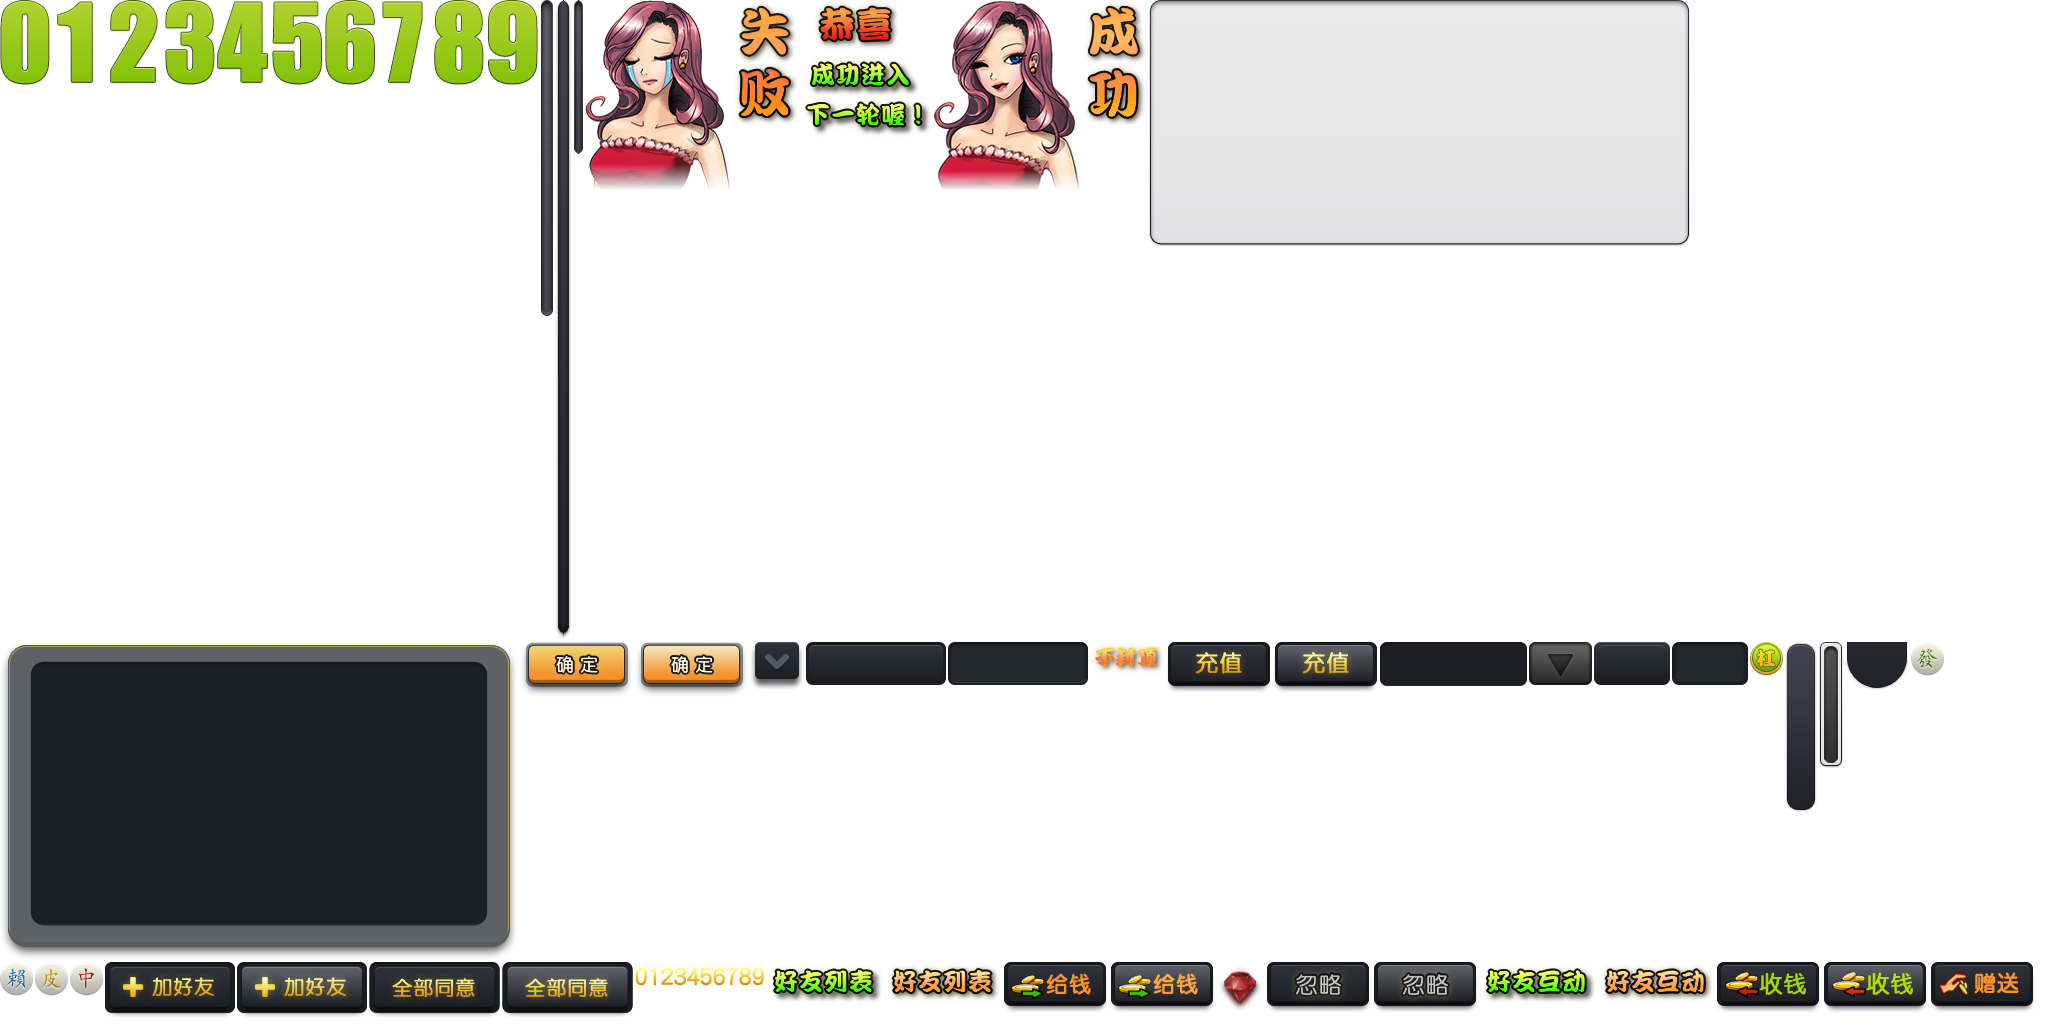 0123456789
失败
恭喜
成功进入
下一轮喔！
成功
确定
确定
不封顶
充值
充值
杠
發
賴
皮
中
加好友
加好友
全部同意
全部同意
0123456789
好友列表
好友列表
给钱
给钱
忽略
忽略
好友互动
好友互动
收钱
收钱
赠送